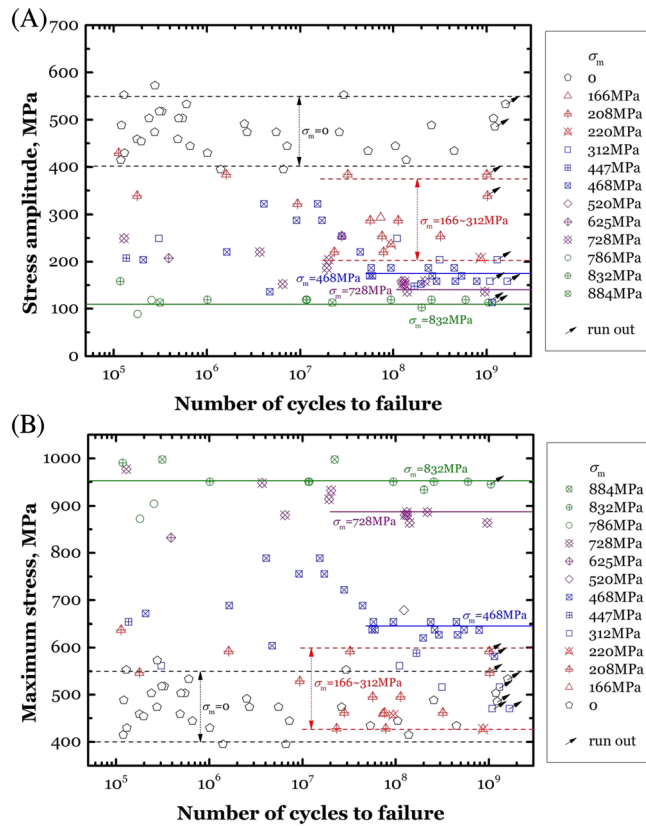 (A)
700
600
500
400
300
200
100
0
Stress amplitude, MPa
σm=0
σm=166~312MPa
σm=468MPa
σm=728MPa
σm=832MPa
10^5
10^6
10^7
10^8
10^9
Number of cycles to failure
σm
0
166MPa
208MPa
220MPa
312MPa
447MPa
468MPa
520MPa
625MPa
728MPa
786MPa
832MPa
884MPa
run out
(B)
1000
900
800
700
600
500
400
Maximum stress, MPa
σm=832MPa
σm=728MPa
σm=468MPa
σm=166~312MPa
σm=0
10^5
10^6
10^7
10^8
10^9
Number of cycles to failure
σm
884MPa
832MPa
786MPa
728MPa
625MPa
520MPa
468MPa
447MPa
312MPa
220MPa
208MPa
166MPa
0
run out